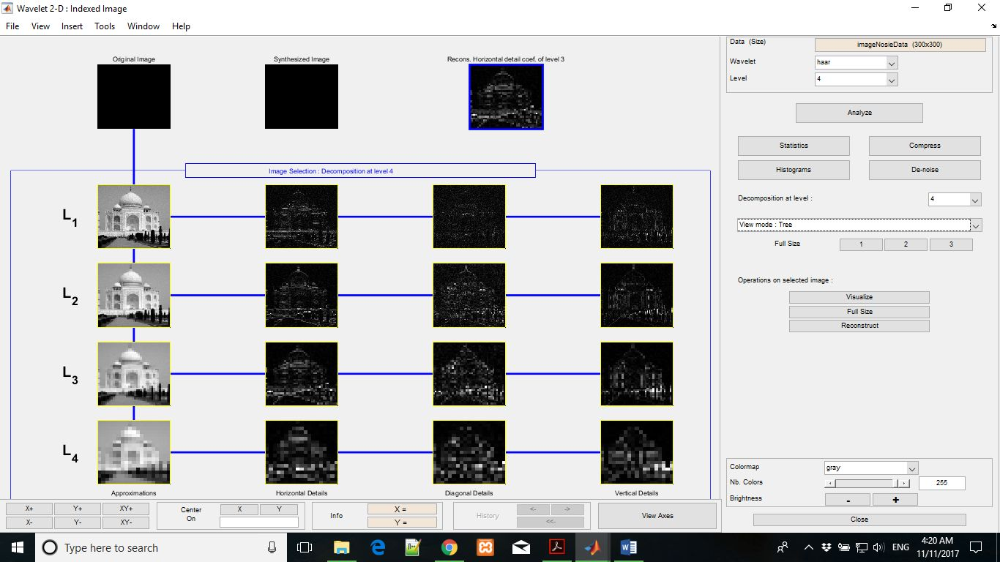 Wavelet 2-D : Indexed Image
File View Insert Tools Window Help
Original Image
Synthesized Image
Recons. Horizontal detail coef. of level 3
Image Selection : Decomposition at level 4
L1
L2
L3
L4
Approximations
Horizontal Details
Diagonal Details
Vertical Details
Data (Size)
imageNosieData (300x300)
Wavelet
haar
Level
4
Analyze
Statistics
Compress
Histograms
De-noise
Decomposition at level :
4
View mode : Tree
Full Size
1
2
3
Operations on selected image :
Visualize
Full Size
Reconstruct
Colormap
gray
Nb. Colors
255
Brightness
-
+
Close
X+
Y+
XY+
X-
Y-
XY-
Center
On
X
Y
Info
X =
Y =
History
<-
->
<<-
View Axes
Type here to search
ENG
4:20 AM
11/11/2017